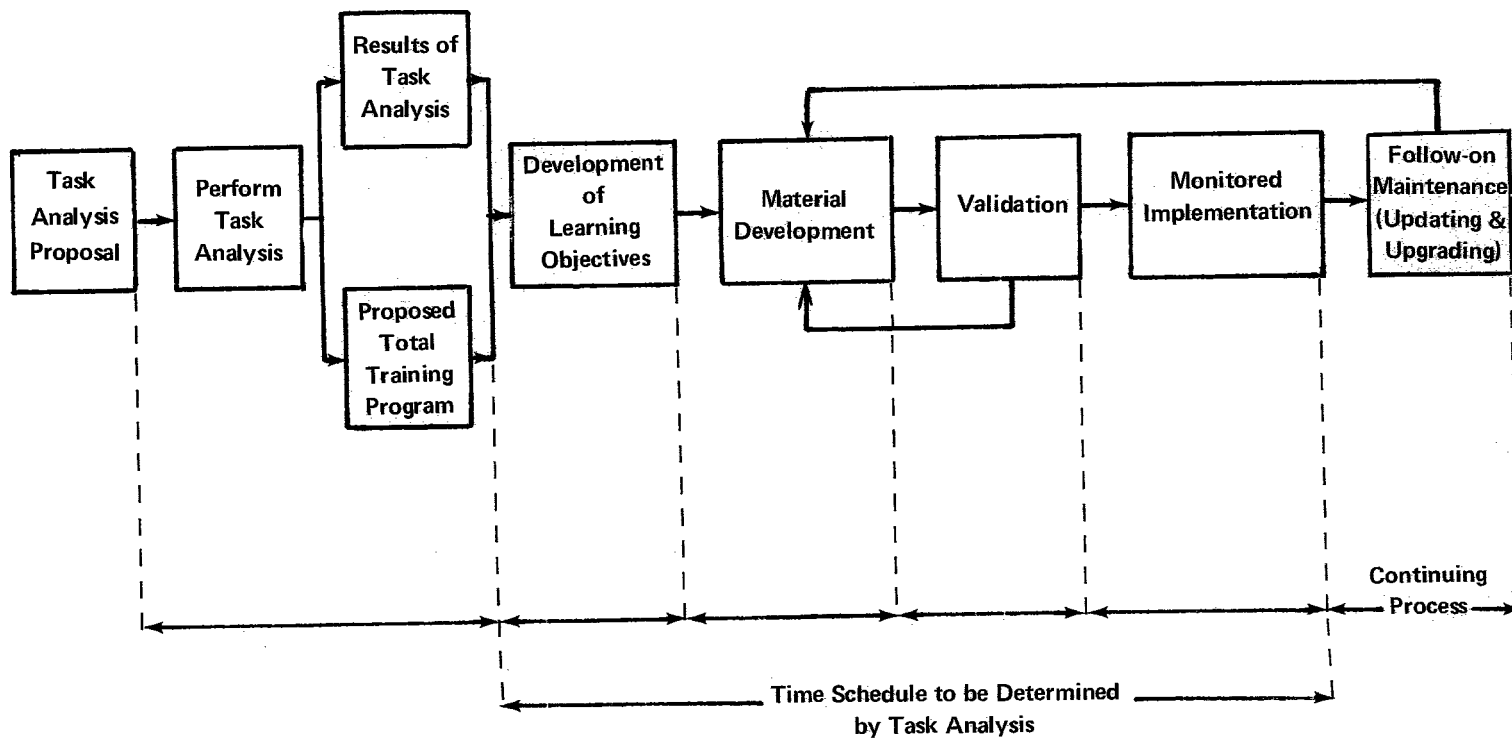 Task
Analysis
Proposal
Perform
Task
Analysis
Results of
Task
Analysis
Proposed
Total
Training
Program
Development
of
Learning
Objectives
Material
Development
Validation
Monitored
Implementation
Follow-on
Maintenance
(Updating &
Upgrading)
Continuing
Process
Time Schedule to be Determined
by Task Analysis